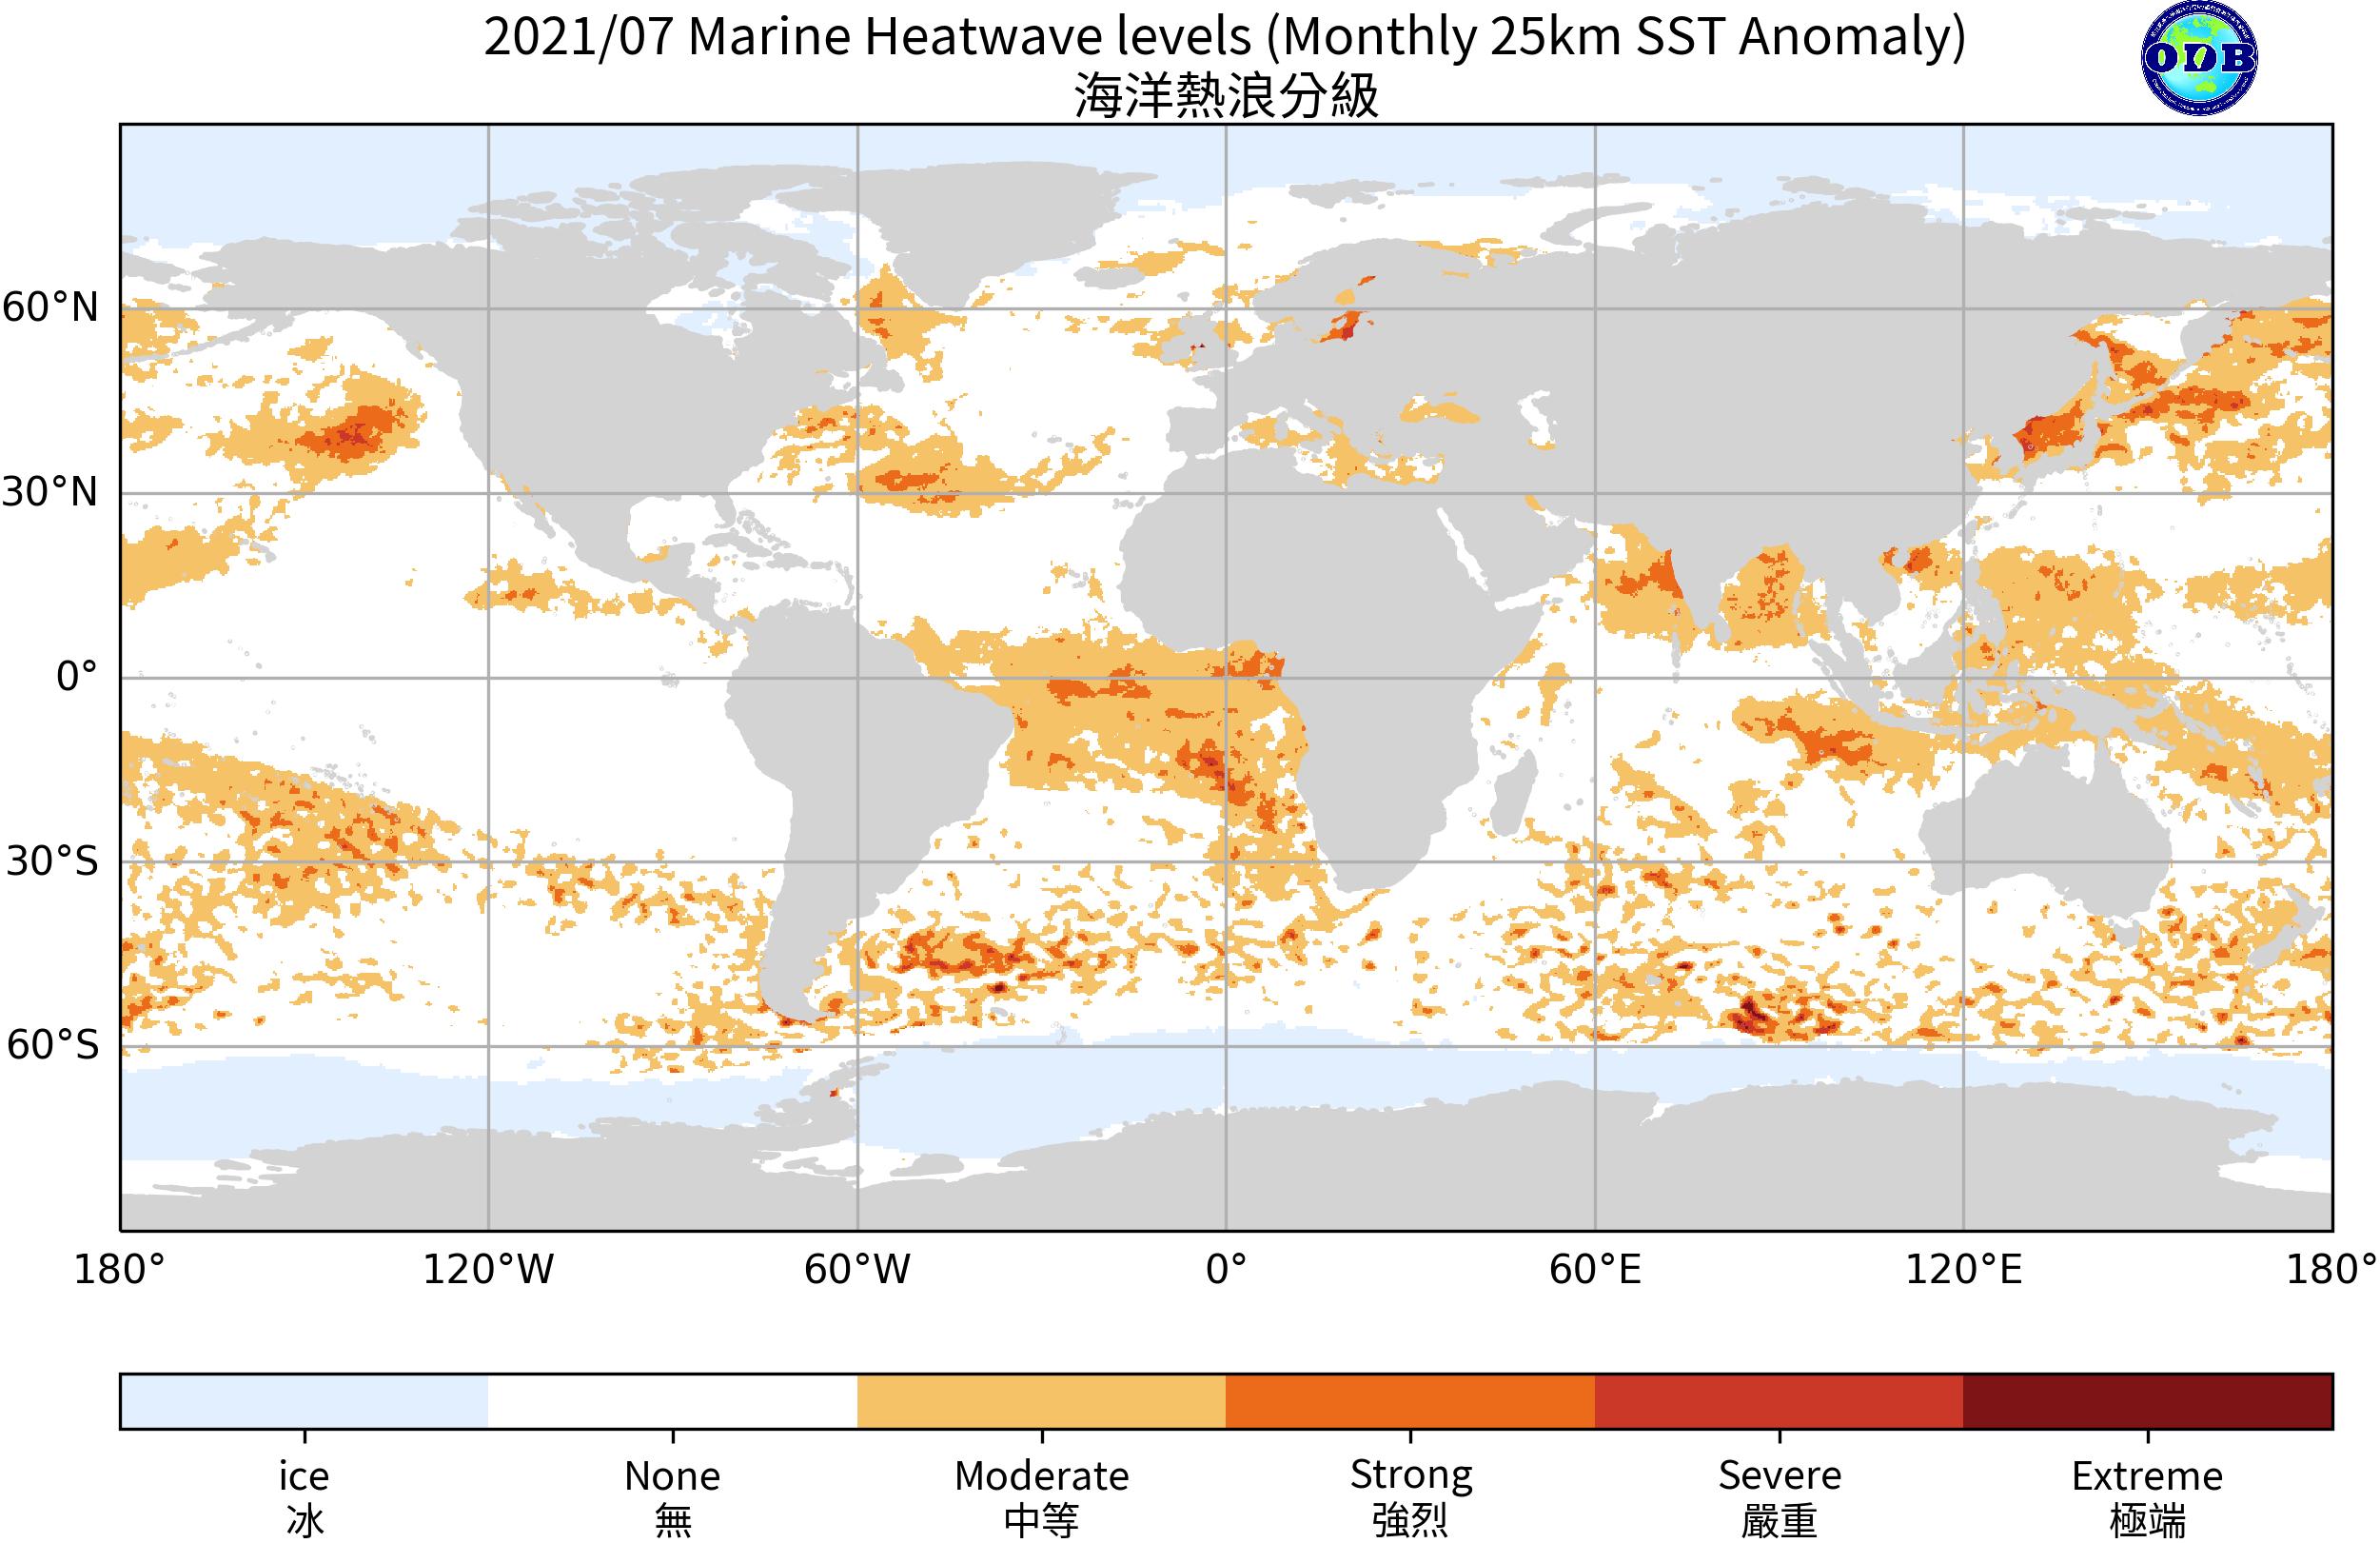 2021/07 Marine Heatwave levels (Monthly 25km SST Anomaly)
海洋熱浪分級
ODB
60°N
30°N
0°
30°S
60°S
180° 120°W 60°W 0° 60°E 120°E 180°
ice None Moderate Strong Severe Extreme
冰 無 中等 強烈 嚴重 極端